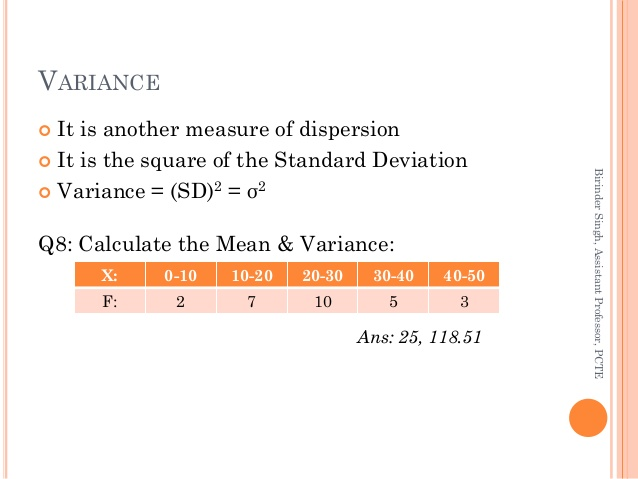 VARIANCE
It is another measure of dispersion
It is the square of the Standard Deviation
Variance = (SD)² = σ²
Q8: Calculate the Mean & Variance:
X: 0-10 10-20 20-30 30-40 40-50
F: 2 7 10 5 3
Ans: 25, 118.51
Birinder Singh, Assistant Professor, PCTE